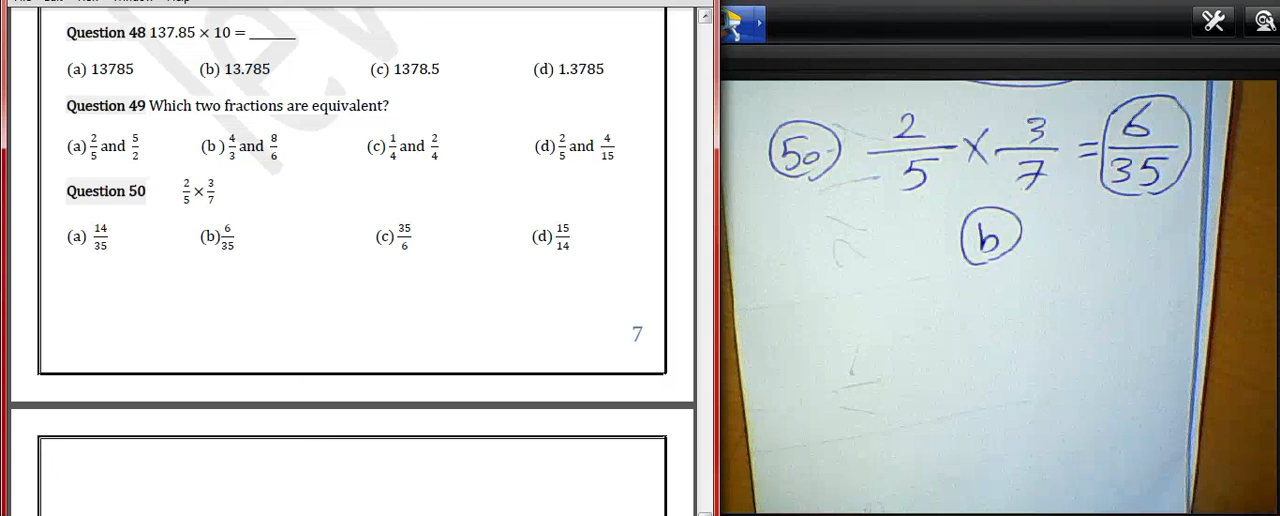 Question 48 137.85 × 10 = ______
(a) 13785 (b) 13.785 (c) 1378.5 (d) 1.3785
Question 49 Which two fractions are equivalent?
(a) 2/5 and 5/2 (b ) 4/3 and 8/6 (c) 1/4 and 2/4 (d) 2/5 and 4/15
Question 50 2/5 × 3/7
(a) 14/35 (b) 6/35 (c) 35/6 (d) 15/14
7
50 2/5 × 3/7 = 6/35
b